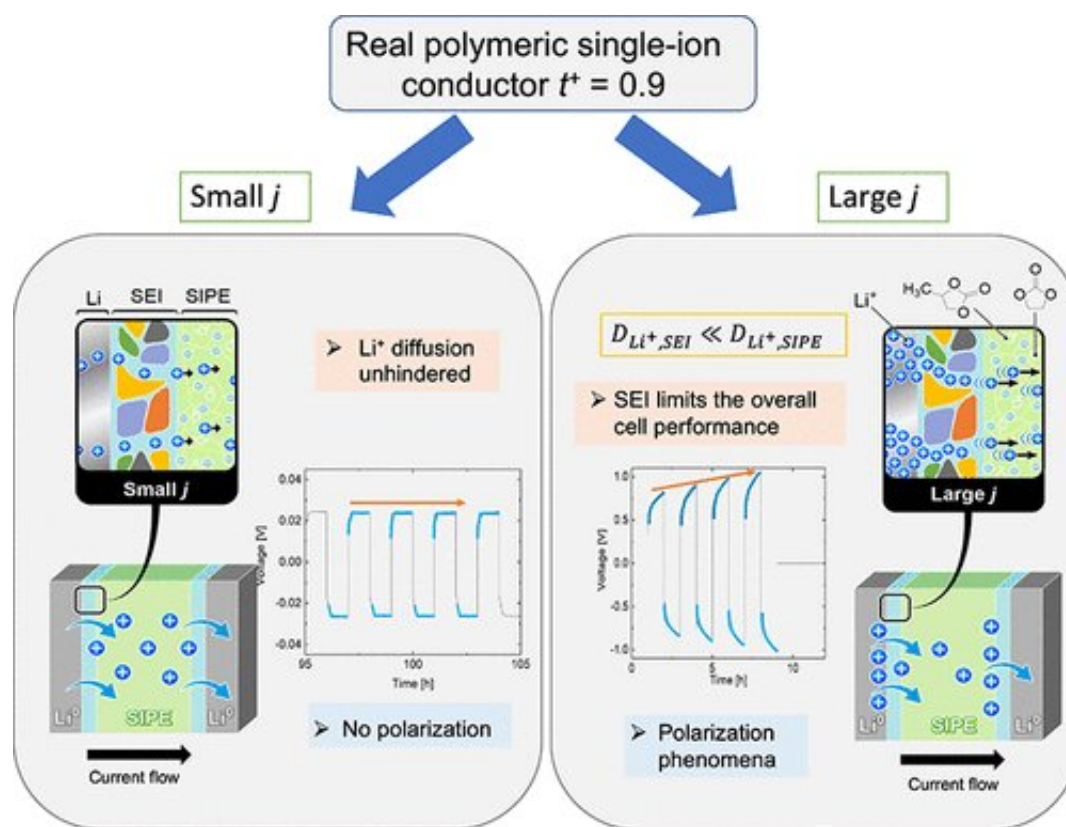 Real polymeric single-ion
conductor t⁺ = 0.9
Small j
Li SEI SIPE
Small j
➢ Li⁺ diffusion
unhindered
Voltage [V]
0.04
0.02
0.00
-0.02
-0.04
95 100 105
Time [h]
Li⁰ SIPE Li⁰
➢ No polarization
Current flow
Large j
D_Li⁺,SEI ≪ D_Li⁺,SIPE
➢ SEI limits the overall
cell performance
Li⁺ H₃C O O O O O O
Large j
Voltage [V]
1.0
0.5
0.0
-0.5
-1.0
0 5 10
Time [h]
Li⁰ SIPE Li⁰
➢ Polarization
phenomena
Current flow